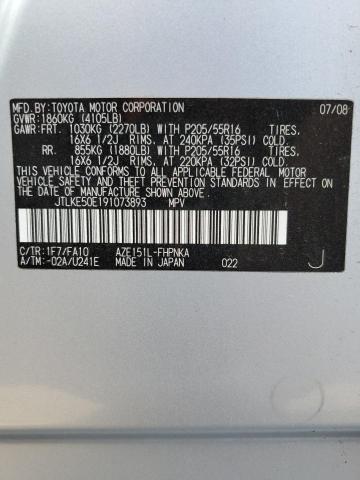 MFD. BY: TOYOTA MOTOR CORPORATION 07/08
GVWR: 1860KG (4105LB)
GAWR: FRT. 1030KG (2270LB) WITH P205/55R16 TIRES,
16X6 1/2J RIMS, AT 240KPA (35PSI) COLD.
RR. 855KG (1880LB) WITH P205/55R16 TIRES,
16X6 1/2J RIMS, AT 220KPA (32PSI) COLD.
THIS VEHICLE CONFORMS TO ALL APPLICABLE FEDERAL
MOTOR VEHICLE SAFETY AND BUMPER STANDARDS IN
EFFECT ON THE DATE OF MANUFACTURE SHOWN ABOVE.
JTLKE50E191073893 MPV
C/TR: 1F7/FA10 AZE151L-FHPNKA
A/TM: -02A/U241E MADE IN JAPAN 022 J